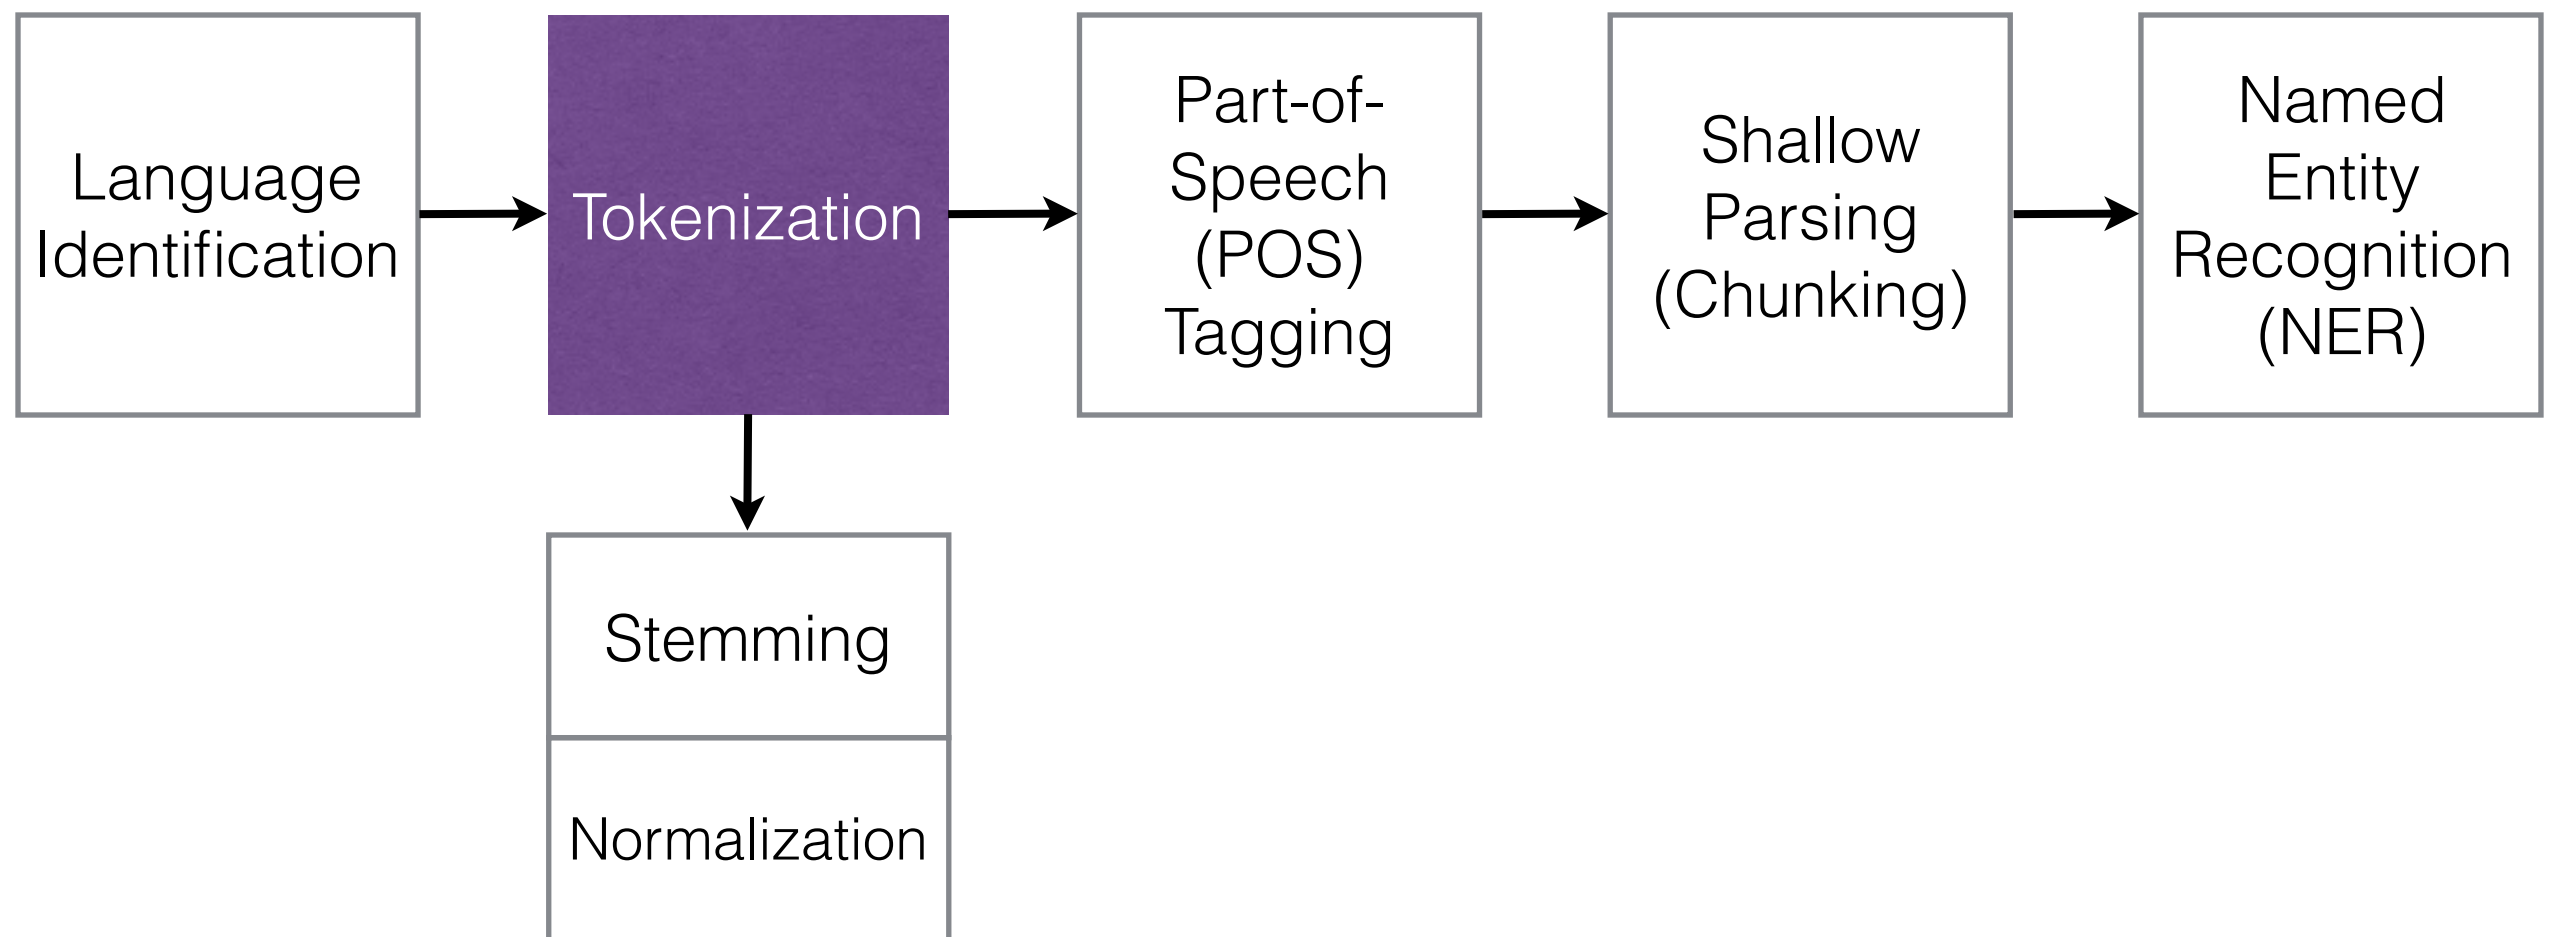 Language
Identification
Tokenization
Part-of-
Speech
(POS)
Tagging
Shallow
Parsing
(Chunking)
Named
Entity
Recognition
(NER)
Stemming
Normalization